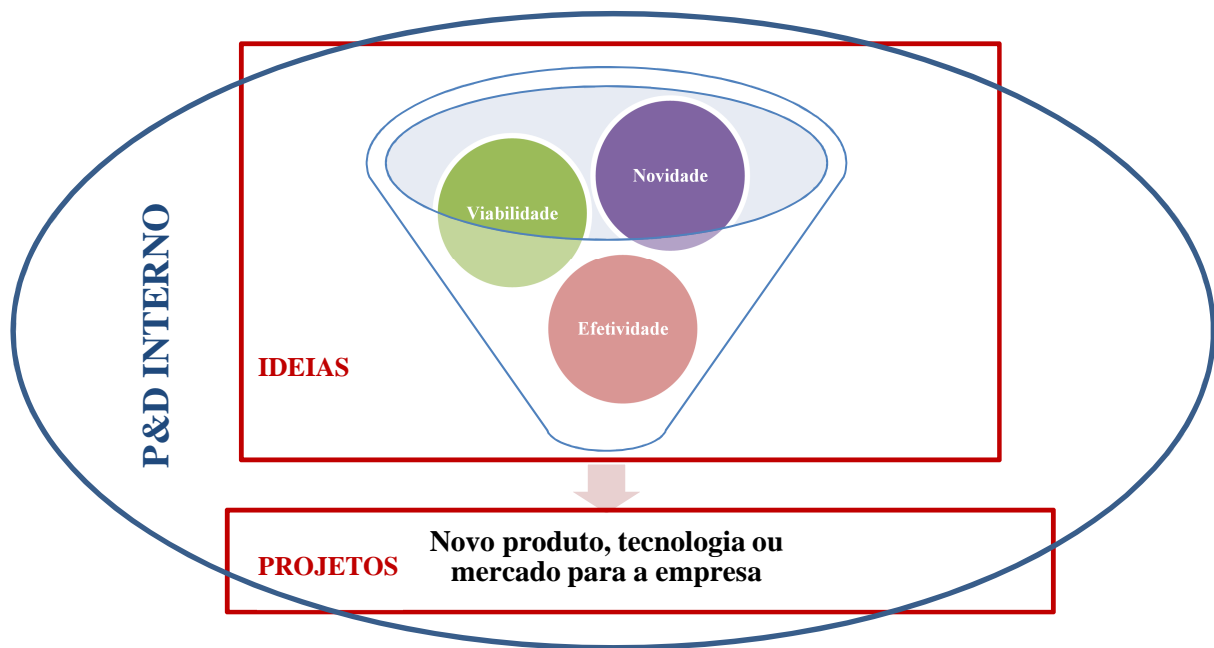 P&D INTERNO
Novidade
Viabilidade
Efetividade
IDEIAS
PROJETOS
Novo produto, tecnologia ou
mercado para a empresa